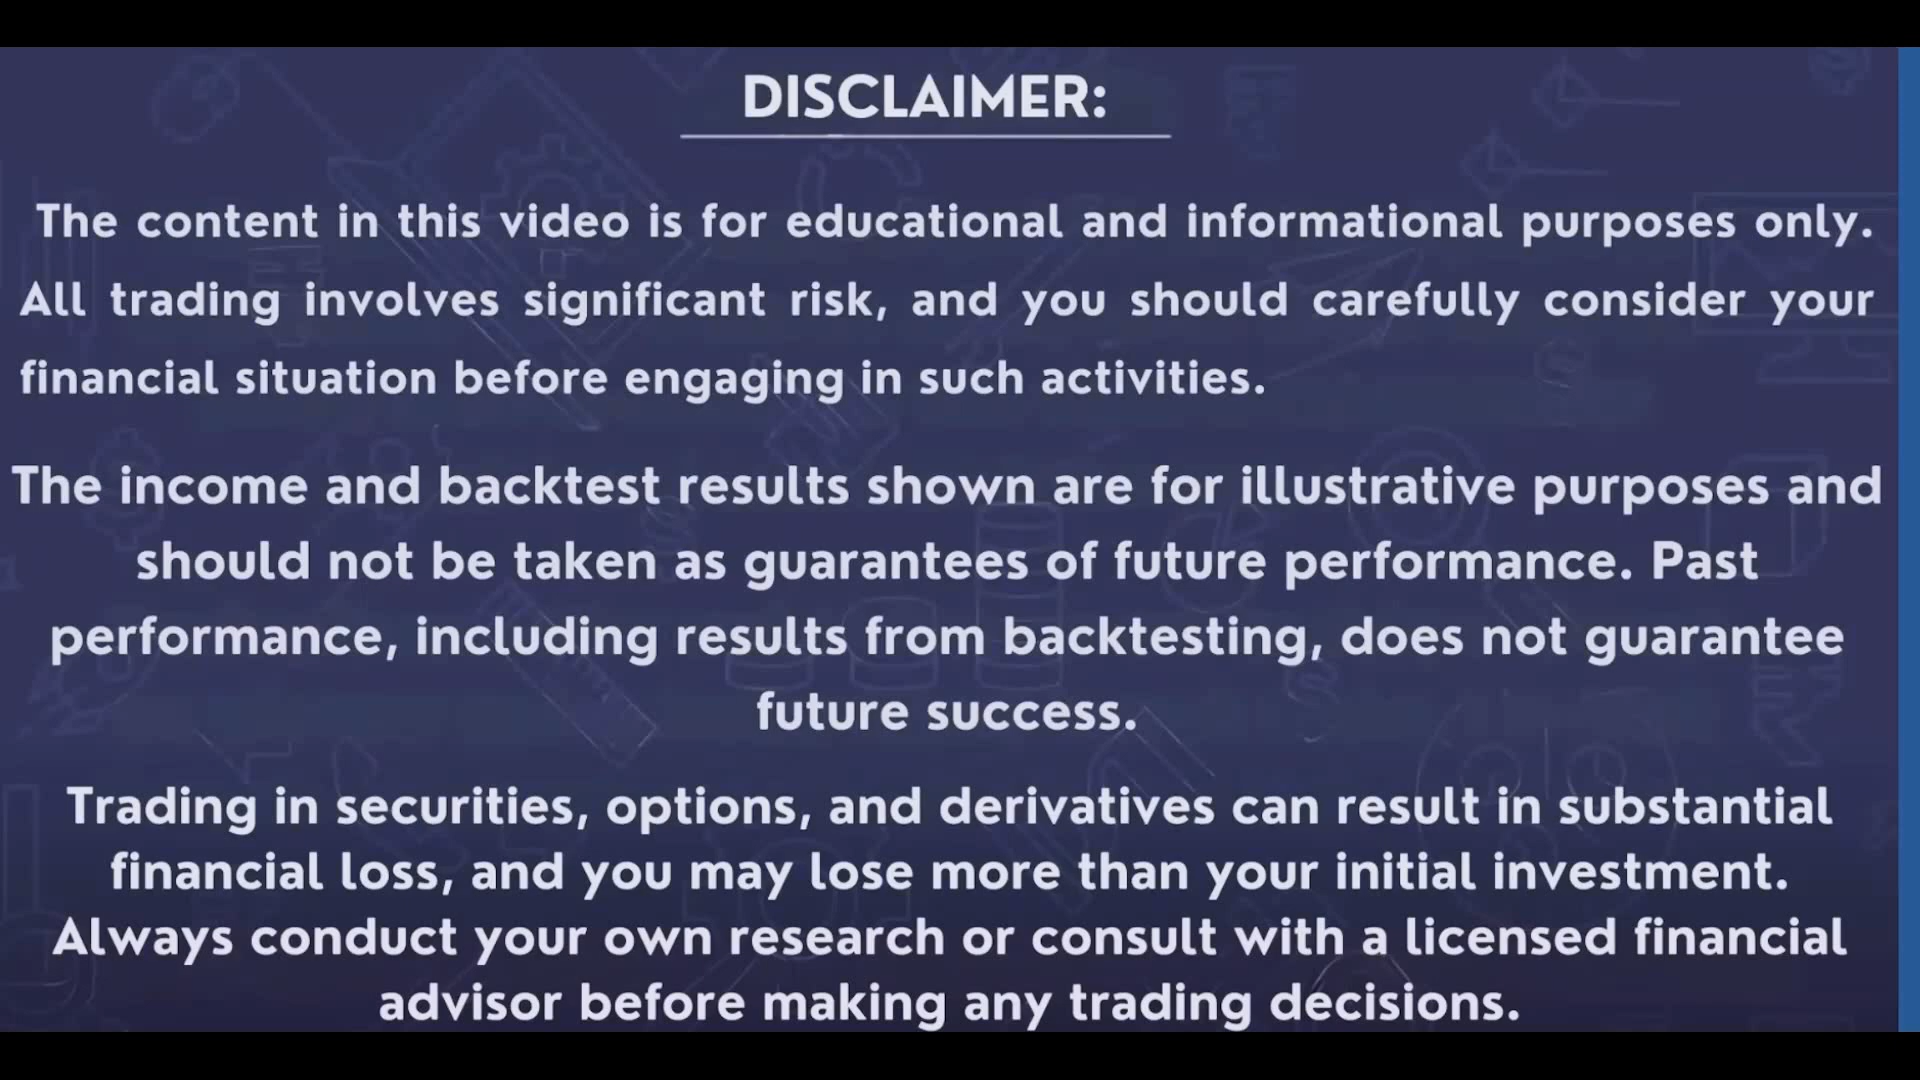 DISCLAIMER:
The content in this video is for educational and informational purposes only.
All trading involves significant risk, and you should carefully consider your
financial situation before engaging in such activities.
The income and backtest results shown are for illustrative purposes and
should not be taken as guarantees of future performance. Past
performance, including results from backtesting, does not guarantee
future success.
Trading in securities, options, and derivatives can result in substantial
financial loss, and you may lose more than your initial investment.
Always conduct your own research or consult with a licensed financial
advisor before making any trading decisions.